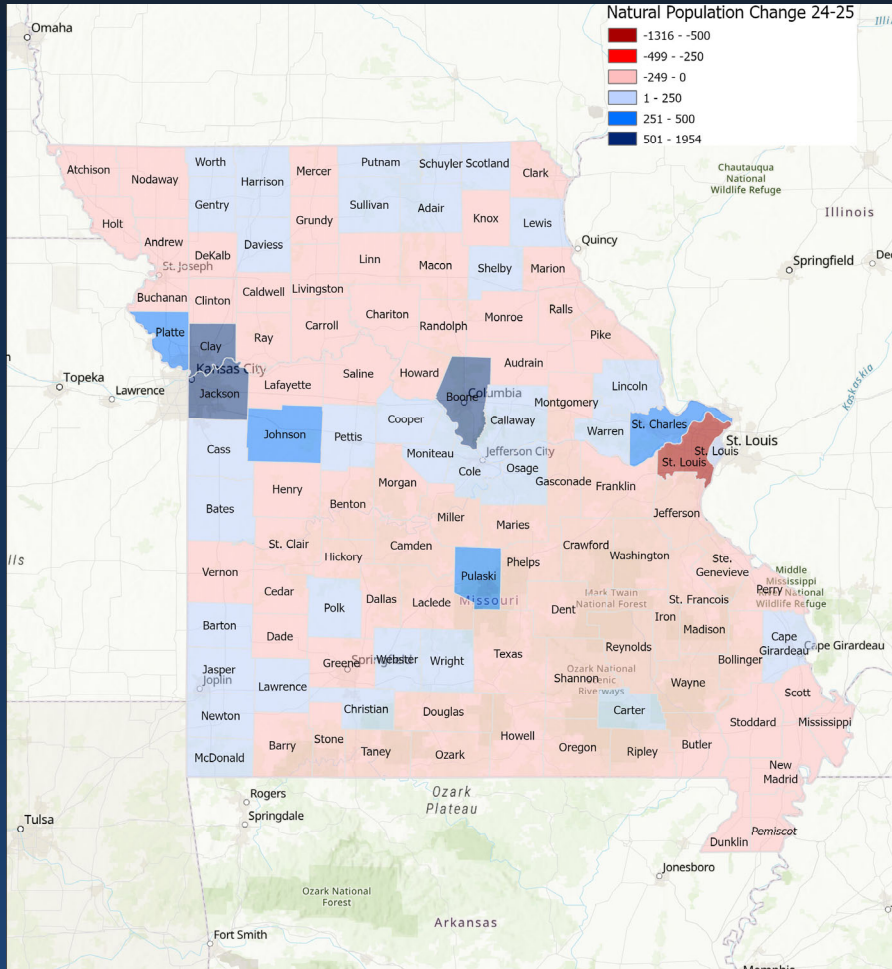 Natural Population Change 24-25
-1316 - -500
-499 - -250
-249 - 0
1 - 250
251 - 500
501 - 1954
Omaha
Chautauqua
National
Wildlife Refuge
Illinois
Quincy
Springfield
Kaskaskia
Atchison
Nodaway
Worth
Harrison
Mercer
Putnam
Schuyler
Scotland
Clark
Gentry
Sullivan
Adair
Knox
Lewis
Holt
Grundy
Andrew
DeKalb
Daviess
Linn
Macon
Shelby
Marion
St. Joseph
Buchanan
Clinton
Caldwell
Livingston
Chariton
Randolph
Monroe
Ralls
Pike
Platte
Clay
Ray
Carroll
Kansas City
Topeka
Lawrence
Jackson
Lafayette
Saline
Howard
Boone
Columbia
Audrain
Montgomery
Lincoln
Callaway
Warren
St. Charles
St. Louis
St. Louis
St. Louis
Johnson
Pettis
Cooper
Moniteau
Jefferson City
Cole
Osage
Gasconade
Franklin
Cass
Bates
Henry
Benton
Morgan
Miller
Maries
Jefferson
St. Clair
Hickory
Camden
Pulaski
Phelps
Crawford
Washington
Ste.
Genevieve
Vernon
Cedar
Polk
Dallas
Laclede
Missouri
Dent
Mark Twain
National Forest
St. Francois
Iron
Madison
Perry
Middle
Mississippi
River National
Wildlife Refuge
Barton
Dade
Greene
Springfield
Webster
Wright
Texas
Reynolds
Shannon
Ozark National
Scenic
Riverways
Wayne
Bollinger
Cape
Girardeau
Cape Girardeau
Jasper
Joplin
Lawrence
Newton
Christian
Douglas
Howell
Carter
Scott
Stoddard
Mississippi
McDonald
Barry
Stone
Taney
Ozark
Oregon
Ripley
Butler
New
Madrid
Pemiscot
Dunklin
Rogers
Springdale
Tulsa
Ozark
Plateau
Jonesboro
Ozark National
Forest
Arkansas
Fort Smith